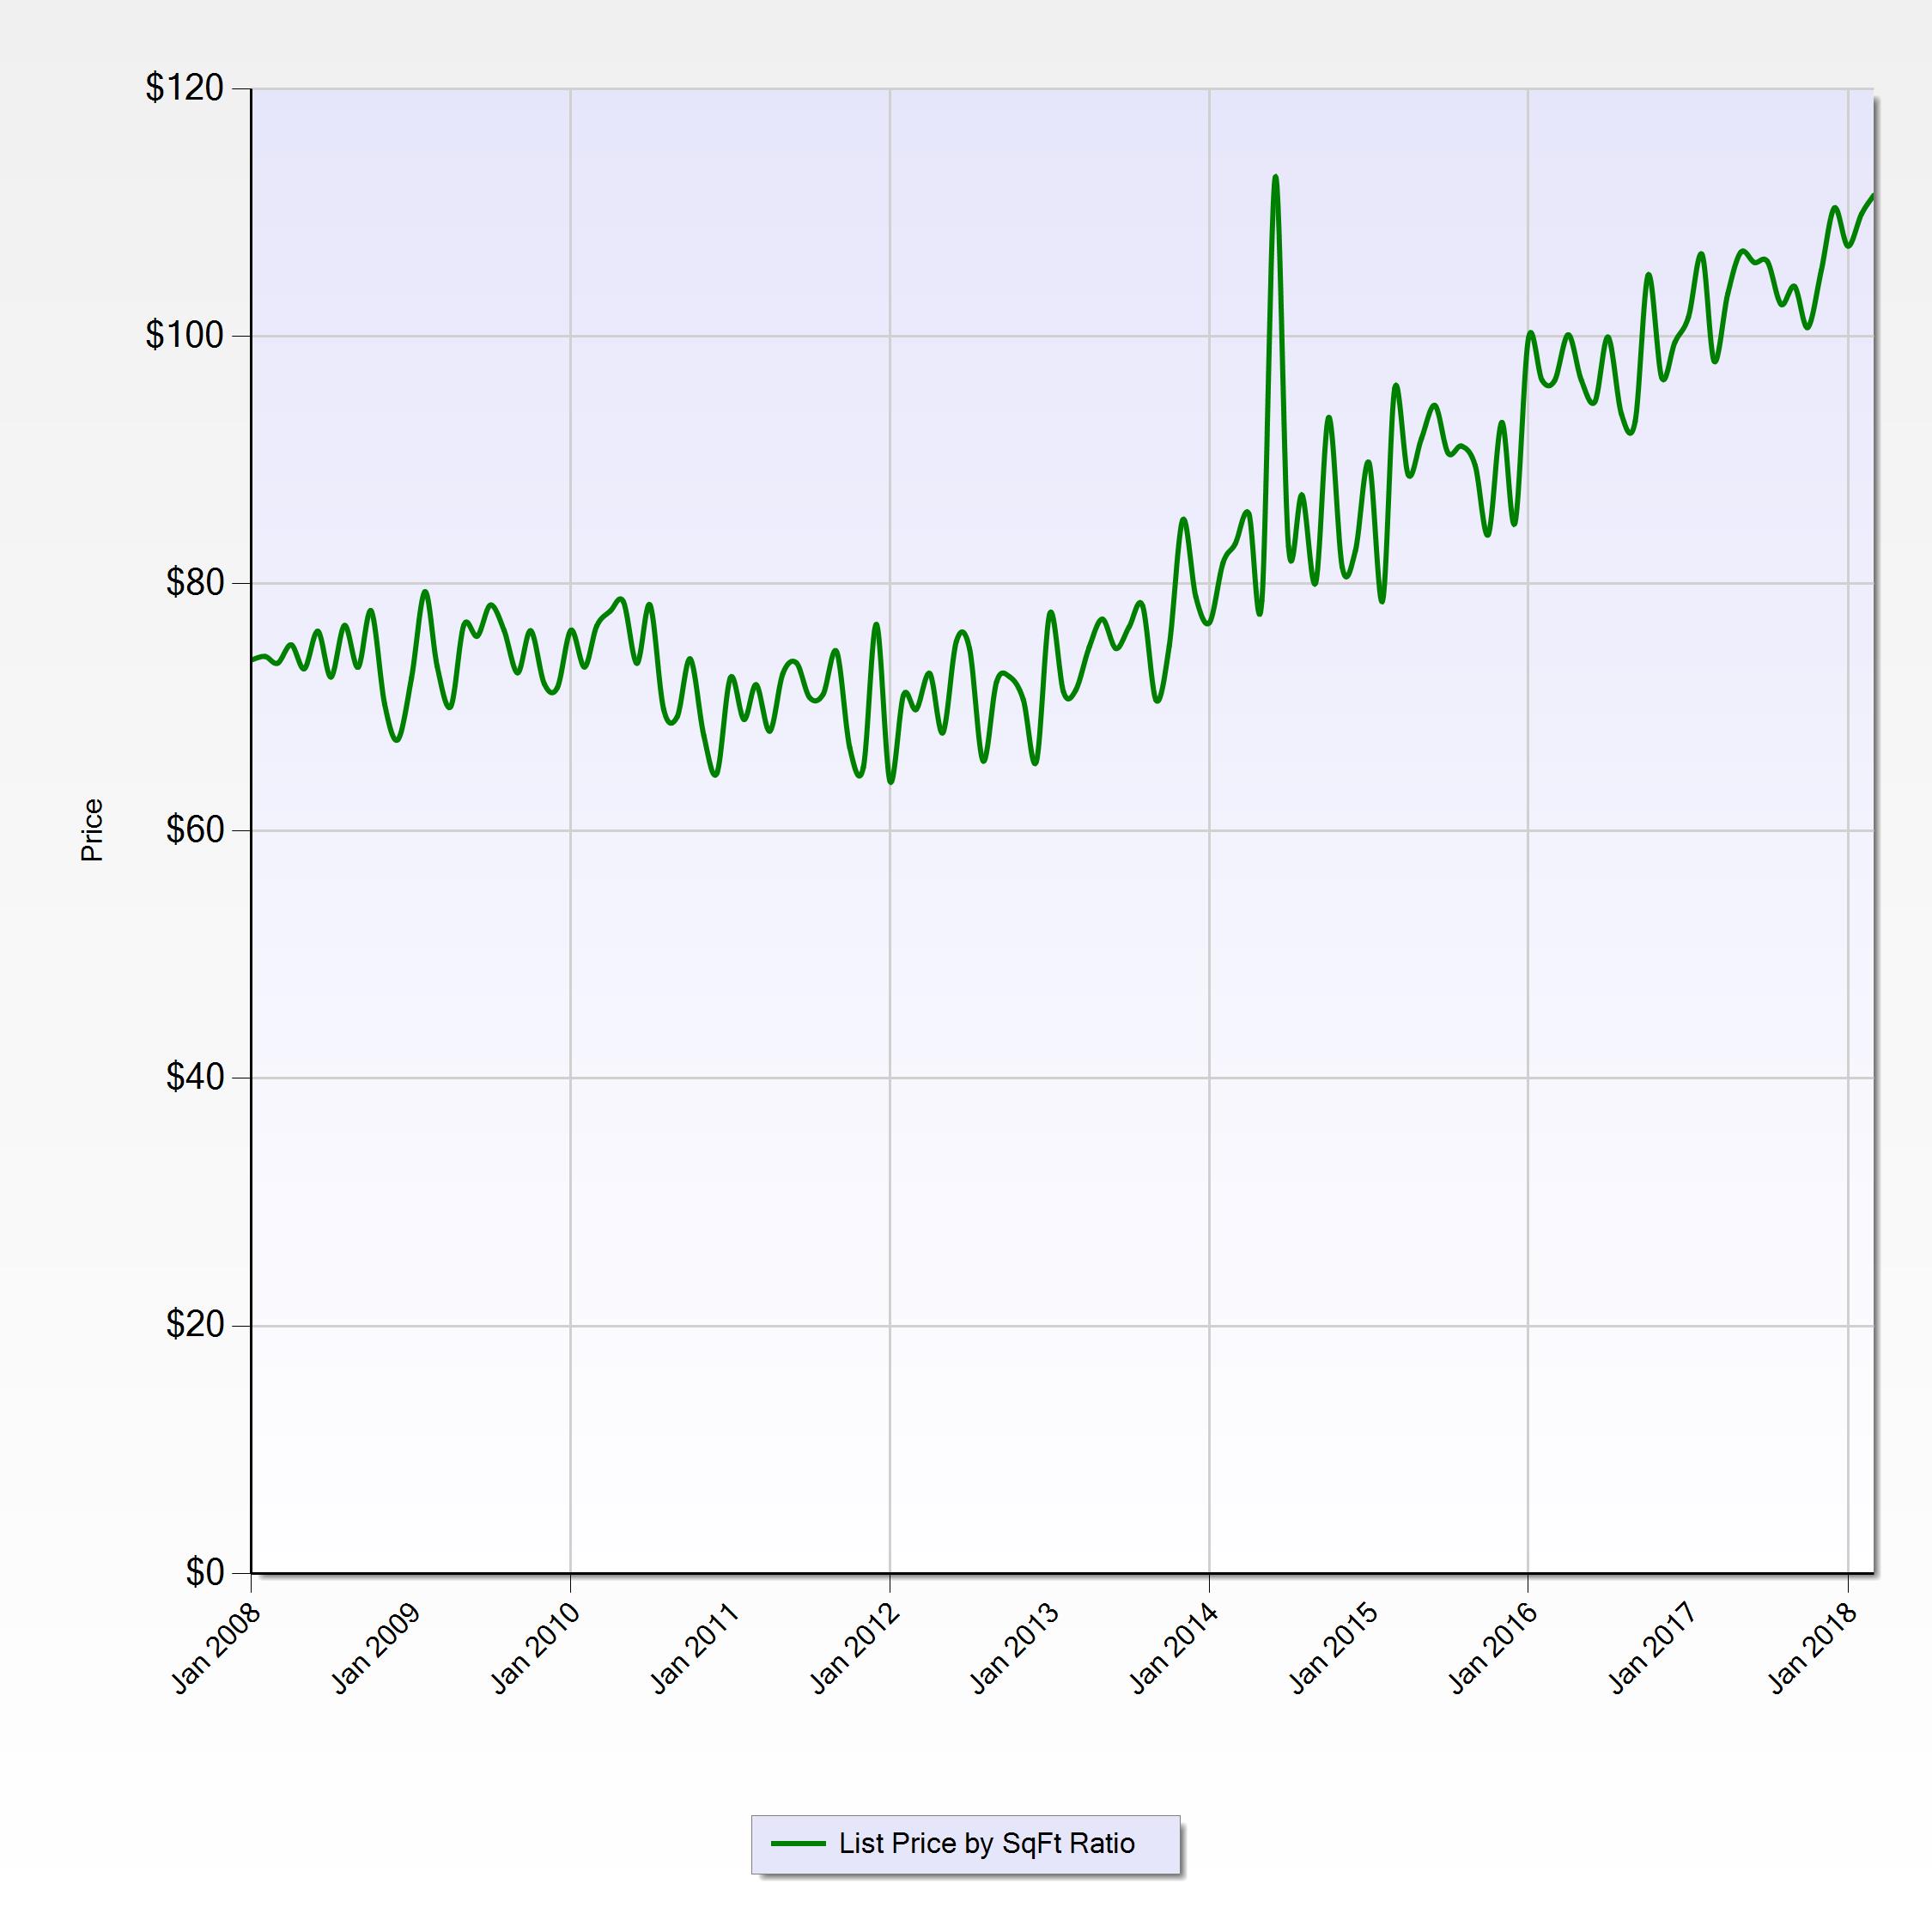 $120
$100
$80
$60
$40
$20
$0
Price
Jan 2008
Jan 2009
Jan 2010
Jan 2011
Jan 2012
Jan 2013
Jan 2014
Jan 2015
Jan 2016
Jan 2017
Jan 2018
List Price by SqFt Ratio